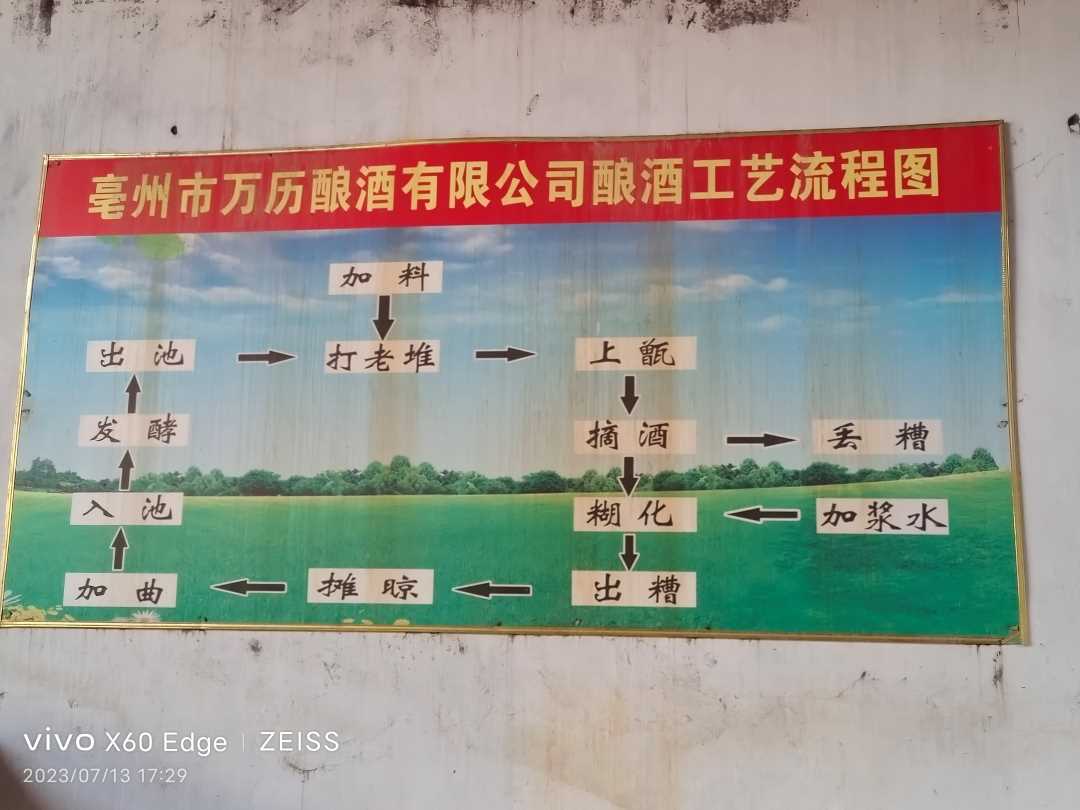 亳州市万历酿酒有限公司酿酒工艺流程图
加料
出池
打老堆
上甑
发酵
摘酒
丢糟
入池
糊化
加浆水
加曲
摊晾
出糟
vivo X60 Edge | ZEISS
2023/07/13 17:29